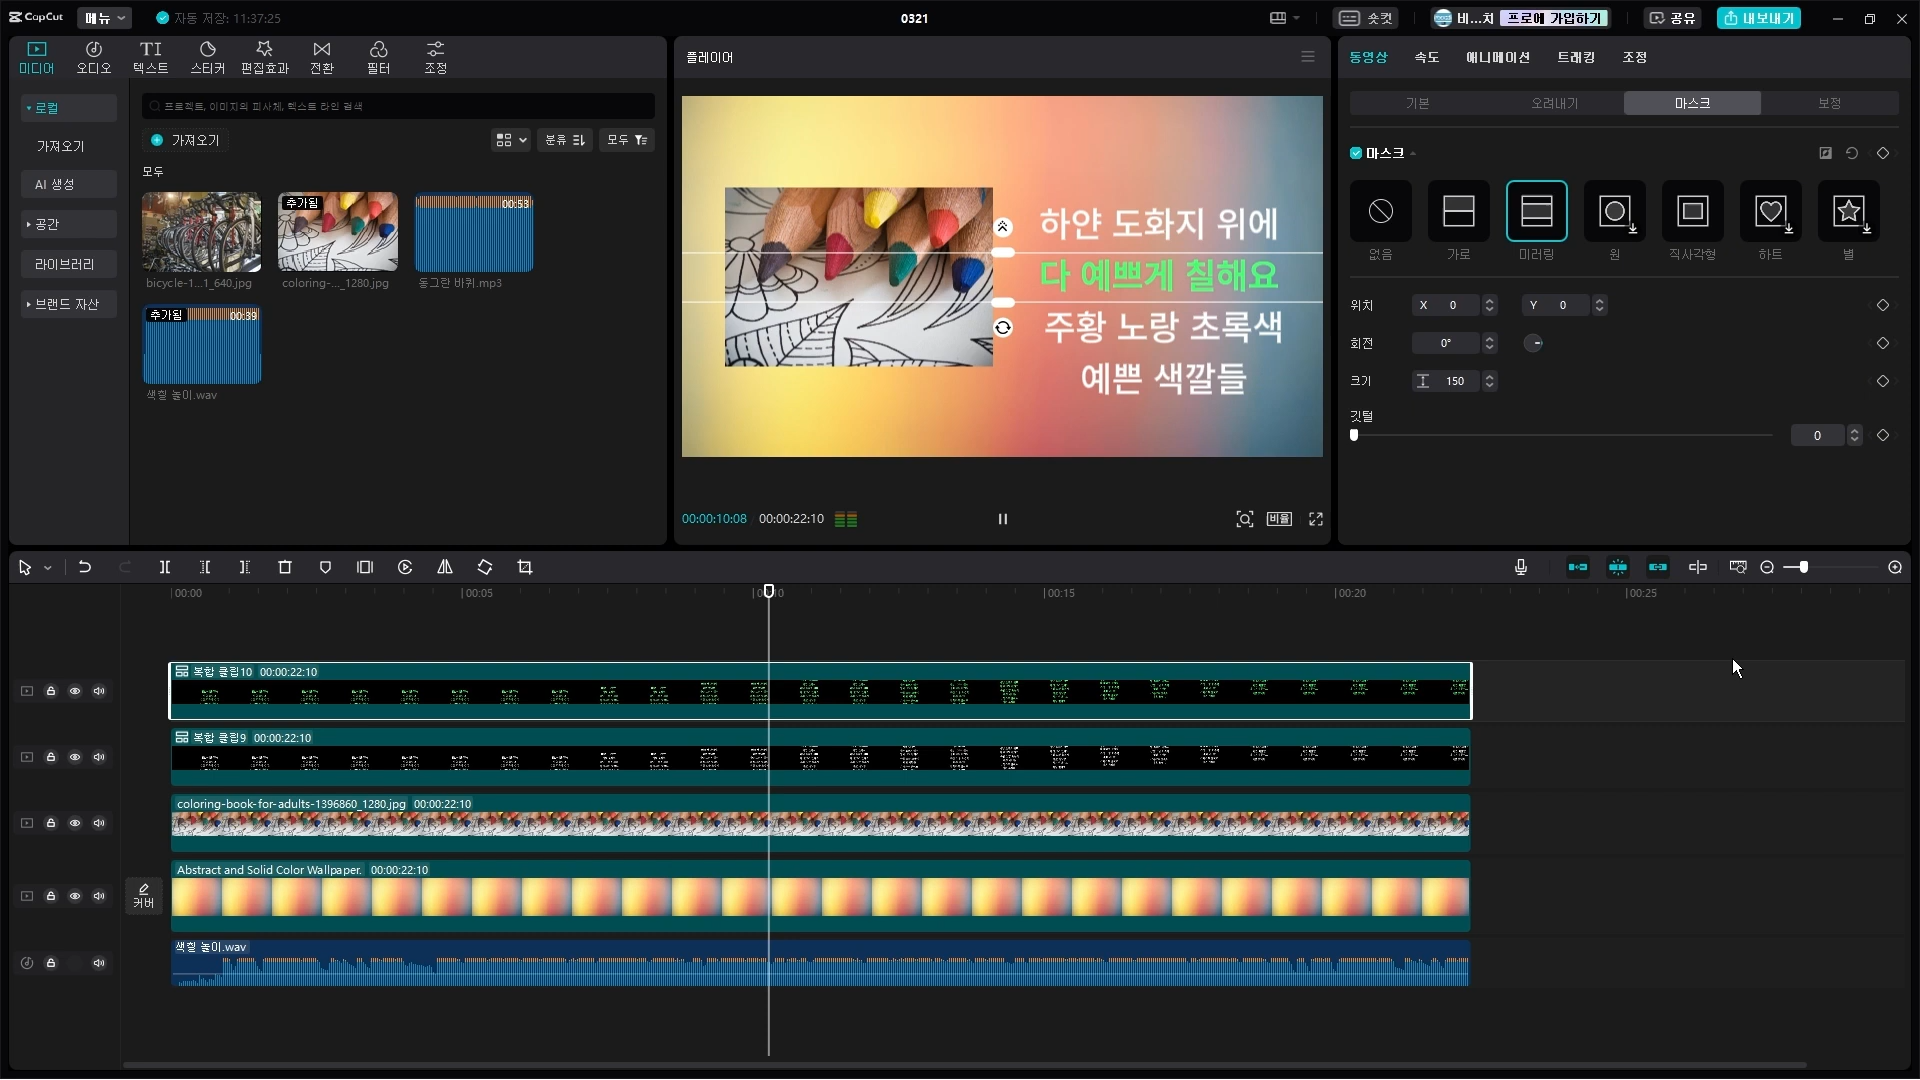 CapCut 메뉴 자동 저장: 11:37:25 0321 숏컷 비...치 프로에 가입하기 공유 내보내기
미디어 오디오 텍스트 스티커 편집효과 전환 필터 조정
로컬
가져오기
AI 생성
공간
라이브러리
브랜드 자산
프로젝트, 이미지의 피사체, 텍스트 라인 검색
가져오기 분류 모두
모두
추가됨 00:53
bicycle-1...1_640.jpg coloring-..._1280.jpg 동그란 바퀴.mp3
추가됨 00:39
색칠 놀이.wav
플레이어
하얀 도화지 위에
다 예쁘게 칠해요
주황 노랑 초록색
예쁜 색깔들
00:00:10:08 00:00:22:10 비율
동영상 속도 애니메이션 트래킹 조정
기본 오려내기 마스크 보정
마스크
없음 가로 미러링 원 직사각형 하트 별
위치 X 0 Y 0
회전 0°
크기 150
깃털
0
00:00 00:05 00:10 00:15 00:20 00:25
복합 클립10 00:00:22:10
복합 클립9 00:00:22:10
coloring-book-for-adults-1396860_1280.jpg 00:00:22:10
Abstract and Solid Color Wallpaper. 00:00:22:10
커버
색칠 놀이.wav